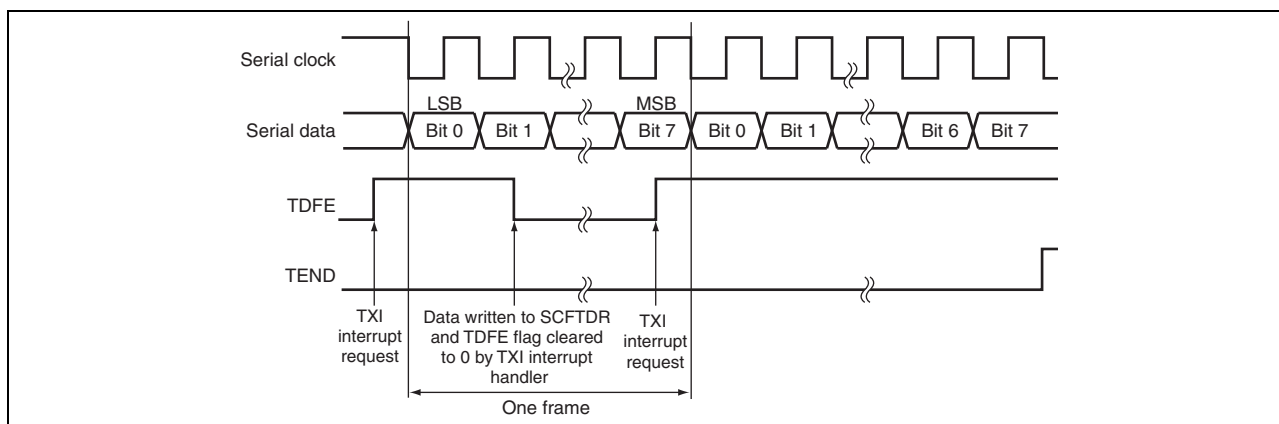 Serial clock
LSB
MSB
Serial data
Bit 0
Bit 1
Bit 7
Bit 0
Bit 1
Bit 6
Bit 7
TDFE
TEND
TXI
interrupt
request
Data written to SCFTDR
and TDFE flag cleared
to 0 by TXI interrupt
handler
TXI
interrupt
request
One frame